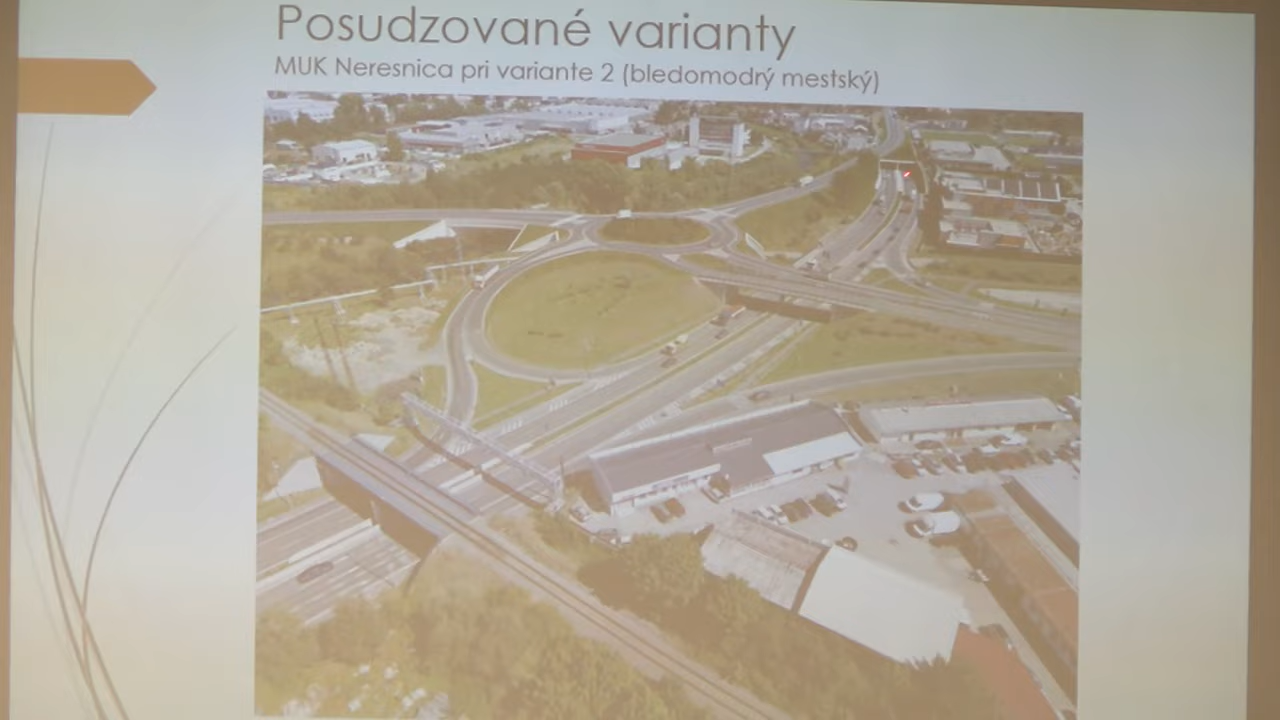 Posudzované varianty
MUK Neresnica pri variante 2 (bledomodrý mestský)